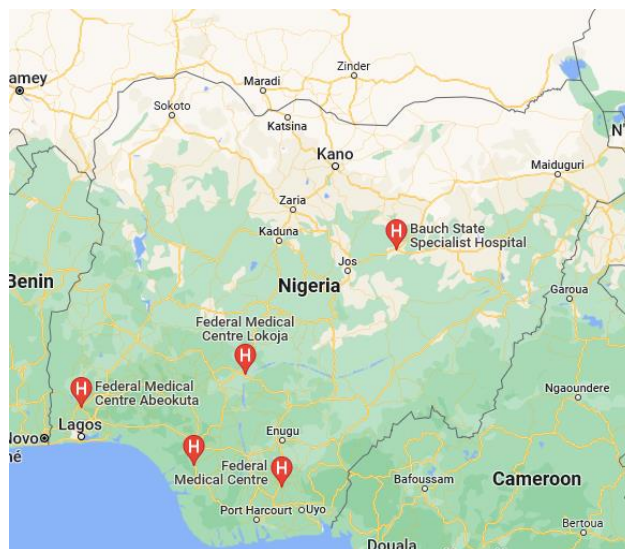 amey
Zinder
Maradi
Sokoto
Katsina
N'
Kano
Maiduguri
Zaria
Kaduna
H
Bauch State
Specialist Hospital
Jos
Benin
Nigeria
Garoua
Federal Medical
Centre Lokoja
H
H
Federal Medical
Centre Abeokuta
Ngaoundere
Lagos
Novo
né
Enugu
H
H
Federal
Medical Centre
Bafoussam
Cameroon
Port Harcourt
Uyo
Bertoua
Douala